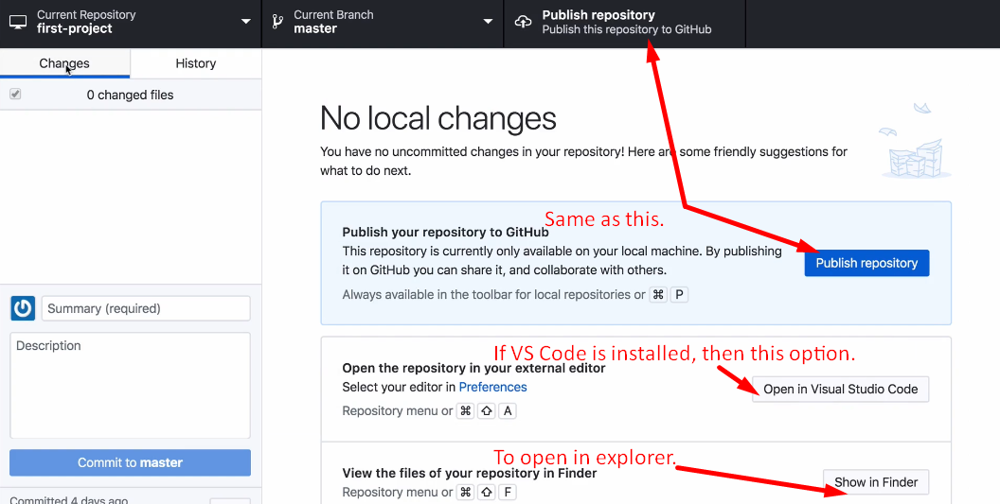 Current Repository
first-project
Current Branch
master
Publish repository
Publish this repository to GitHub
Changes
History
0 changed files
No local changes
You have no uncommitted changes in your repository! Here are some friendly suggestions for
what to do next.
Same as this.
Publish your repository to GitHub
This repository is currently only available on your local machine. By publishing
it on GitHub you can share it, and collaborate with others.
Publish repository
Always available in the toolbar for local repositories or ⌘ P
Summary (required)
Description
If VS Code is installed, then this option.
Open the repository in your external editor
Select your editor in Preferences
Open in Visual Studio Code
Repository menu or ⌘ ⇧ A
Commit to master
To open in explorer.
View the files of your repository in Finder
Show in Finder
Repository menu or ⌘ ⇧ F
Committed 4 days ago